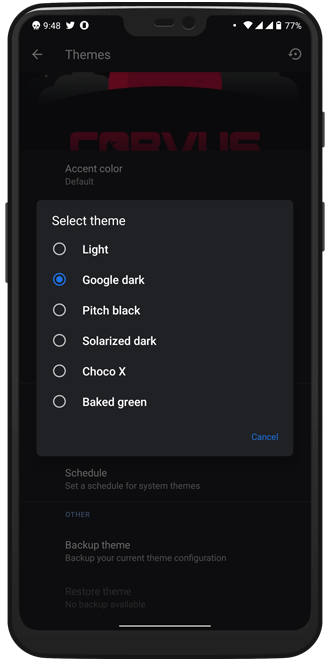 9:48
77%
Themes
CORVUS
Accent color
Default
Select theme
Light
Google dark
Pitch black
Solarized dark
Choco X
Baked green
Cancel
Schedule
Set a schedule for system themes
OTHER
Backup theme
Backup your current theme configuration
Restore theme
No backup available